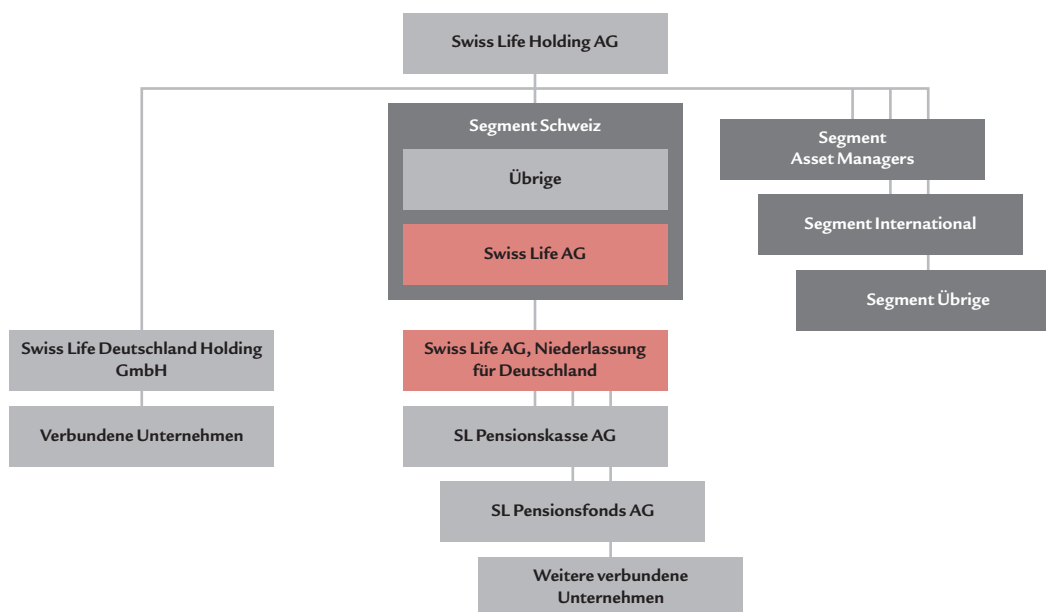 Swiss Life Holding AG
Segment Schweiz
Übrige
Swiss Life AG
Segment
Asset Managers
Segment International
Segment Übrige
Swiss Life Deutschland Holding
GmbH
Verbundene Unternehmen
Swiss Life AG, Niederlassung
für Deutschland
SL Pensionskasse AG
SL Pensionsfonds AG
Weitere verbundene
Unternehmen